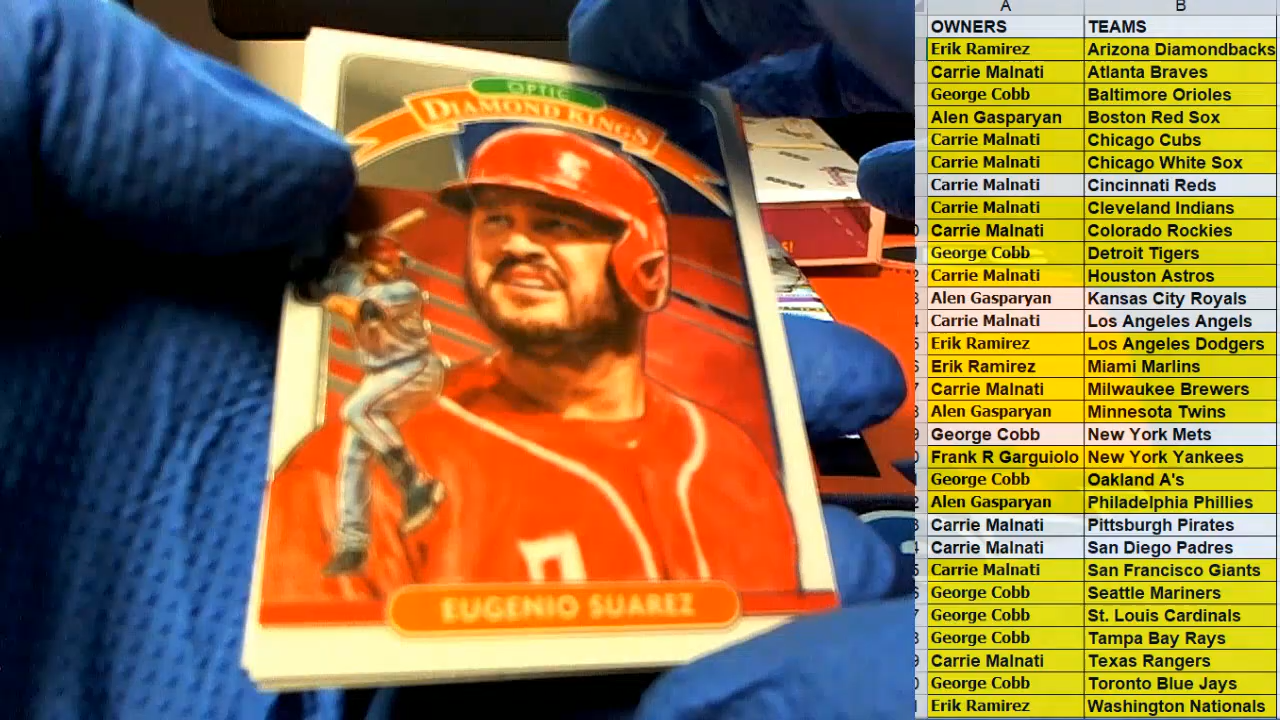 OPTIC
DIAMOND KINGS
EUGENIO SUAREZ
A B
OWNERS TEAMS
Erik Ramirez Arizona Diamondbacks
Carrie Malnati Atlanta Braves
George Cobb Baltimore Orioles
Alen Gasparyan Boston Red Sox
Carrie Malnati Chicago Cubs
Carrie Malnati Chicago White Sox
Carrie Malnati Cincinnati Reds
Carrie Malnati Cleveland Indians
Carrie Malnati Colorado Rockies
George Cobb Detroit Tigers
Carrie Malnati Houston Astros
Alen Gasparyan Kansas City Royals
Carrie Malnati Los Angeles Angels
Erik Ramirez Los Angeles Dodgers
Erik Ramirez Miami Marlins
Carrie Malnati Milwaukee Brewers
Alen Gasparyan Minnesota Twins
George Cobb New York Mets
Frank R Garguiolo New York Yankees
George Cobb Oakland A's
Alen Gasparyan Philadelphia Phillies
Carrie Malnati Pittsburgh Pirates
Carrie Malnati San Diego Padres
Carrie Malnati San Francisco Giants
George Cobb Seattle Mariners
George Cobb St. Louis Cardinals
George Cobb Tampa Bay Rays
Carrie Malnati Texas Rangers
George Cobb Toronto Blue Jays
Erik Ramirez Washington Nationals